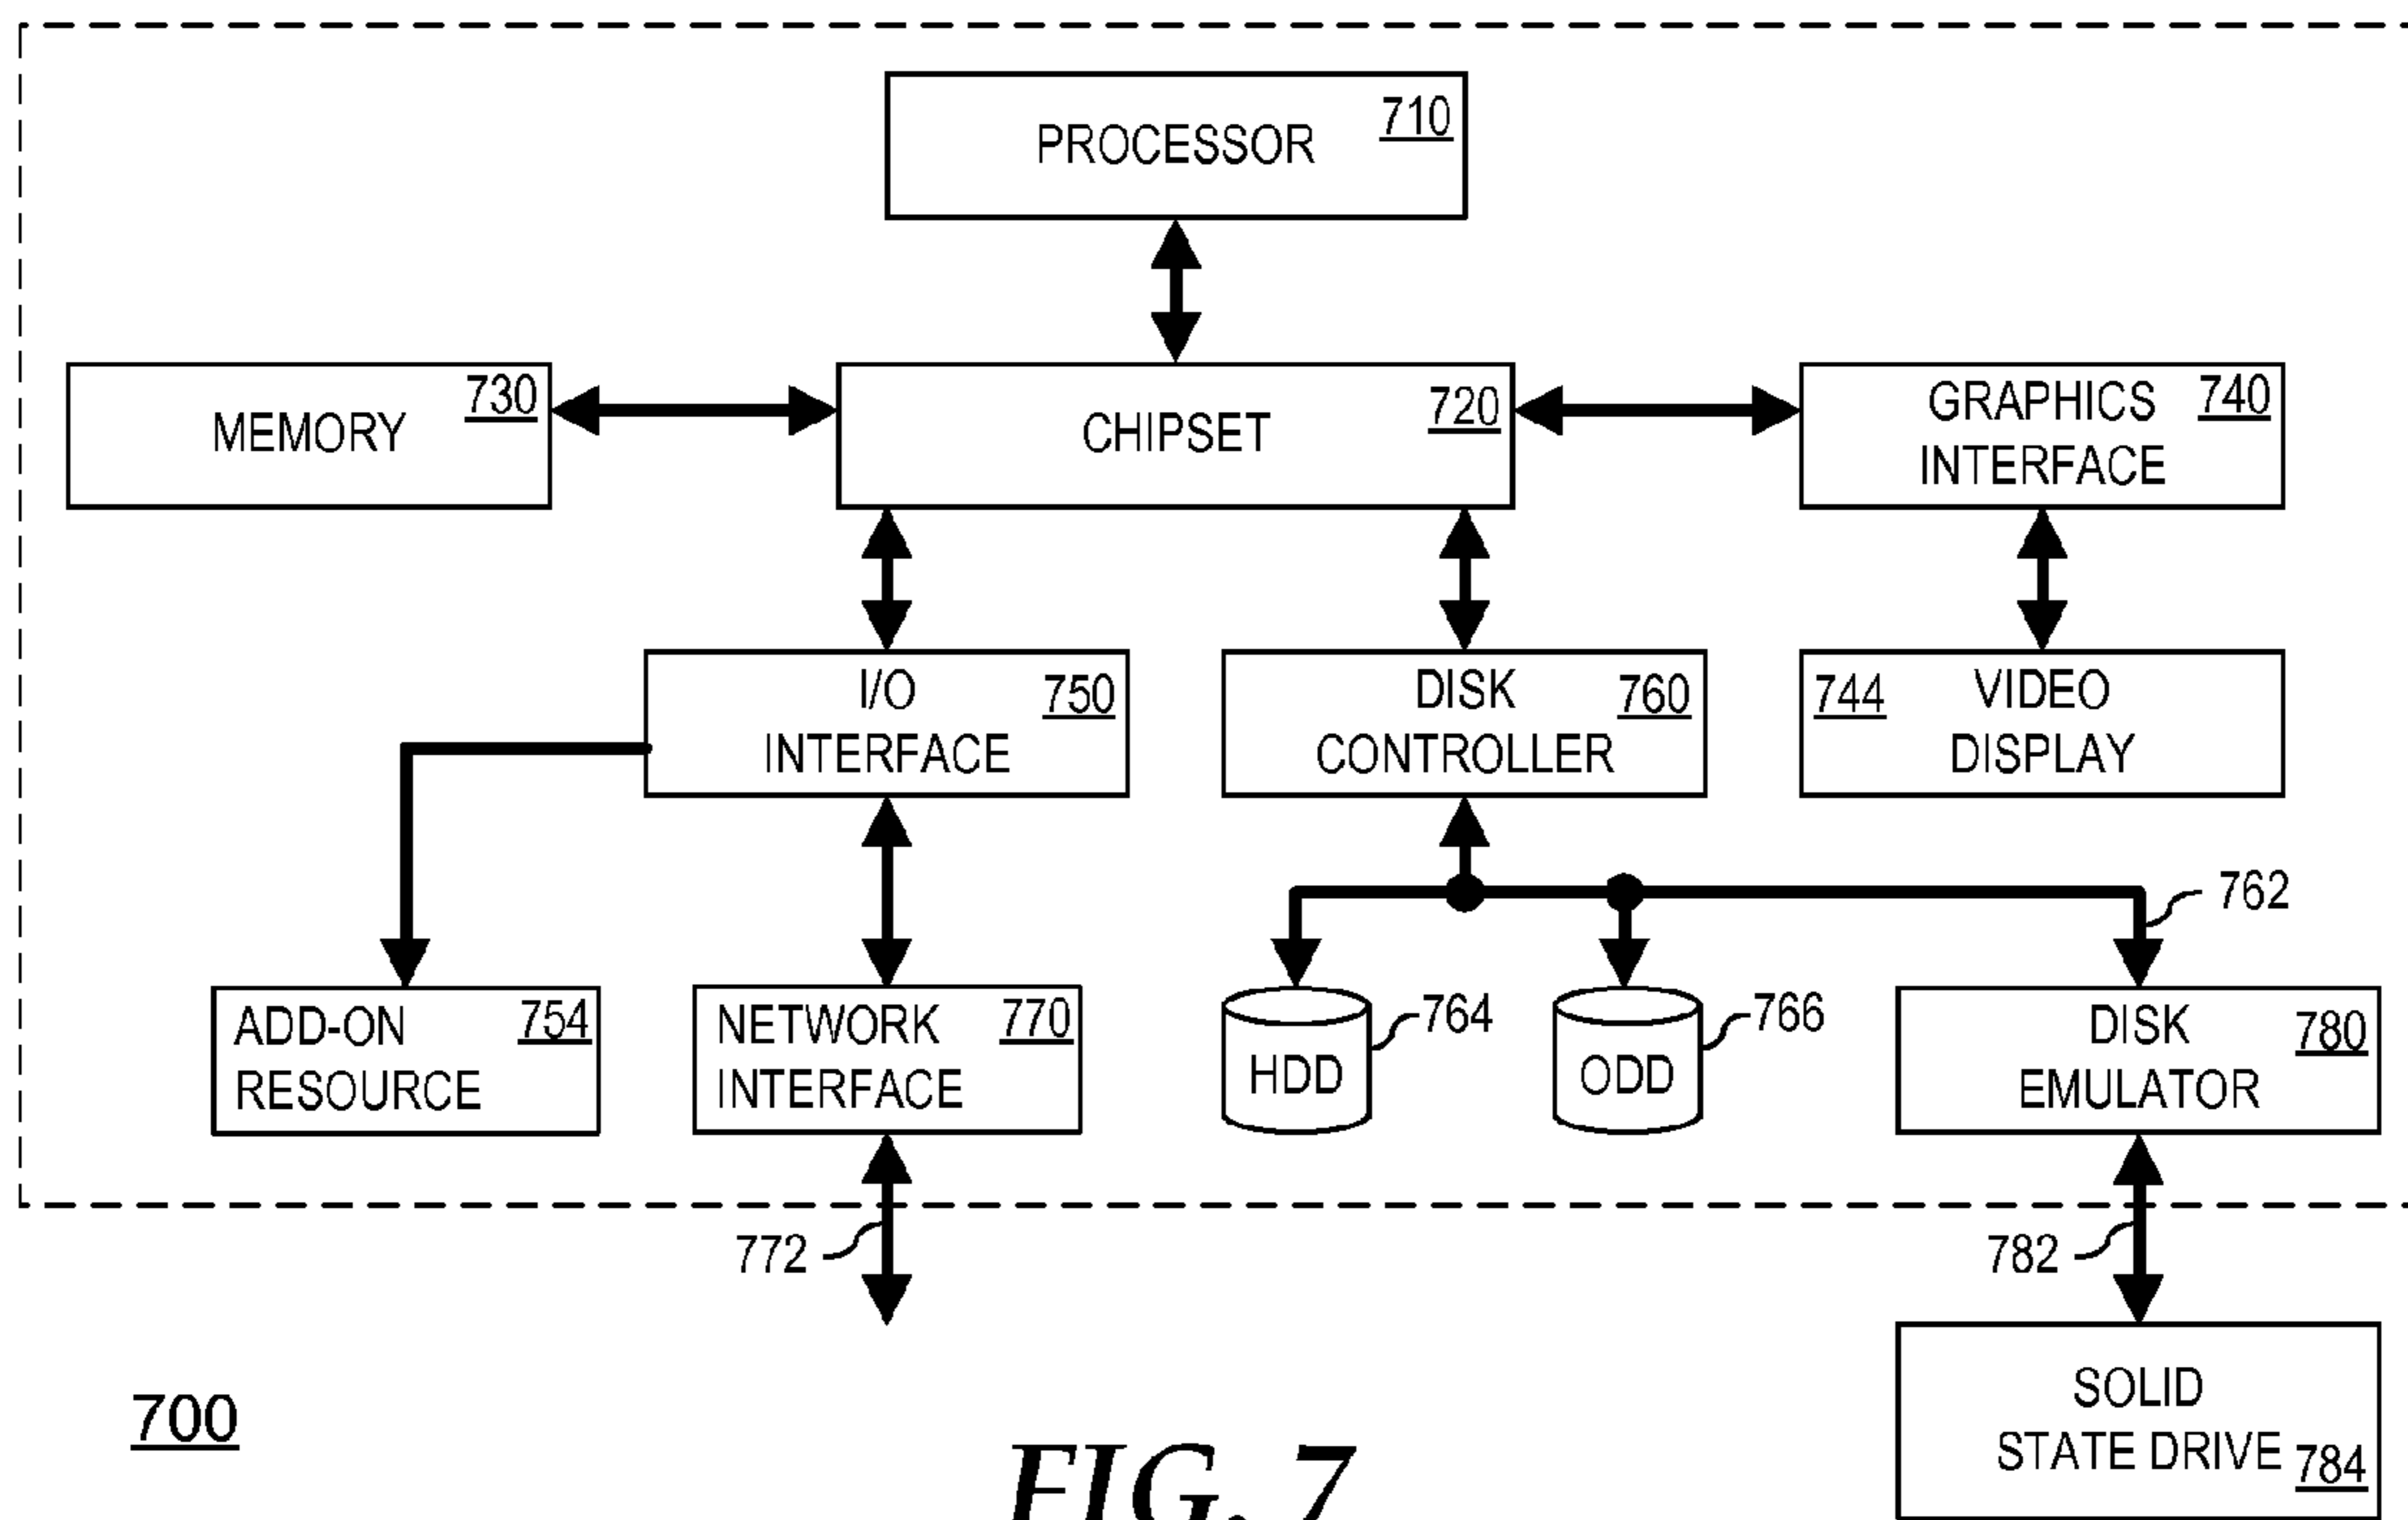 PROCESSOR 710
MEMORY 730
CHIPSET 720
GRAPHICS 740
INTERFACE
I/O 750
INTERFACE
DISK 760
CONTROLLER
744 VIDEO
DISPLAY
762
ADD-ON 754
RESOURCE
NETWORK 770
INTERFACE
HDD
764
ODD
766
DISK 780
EMULATOR
772
782
SOLID
STATE DRIVE 784
700
FIG. 7